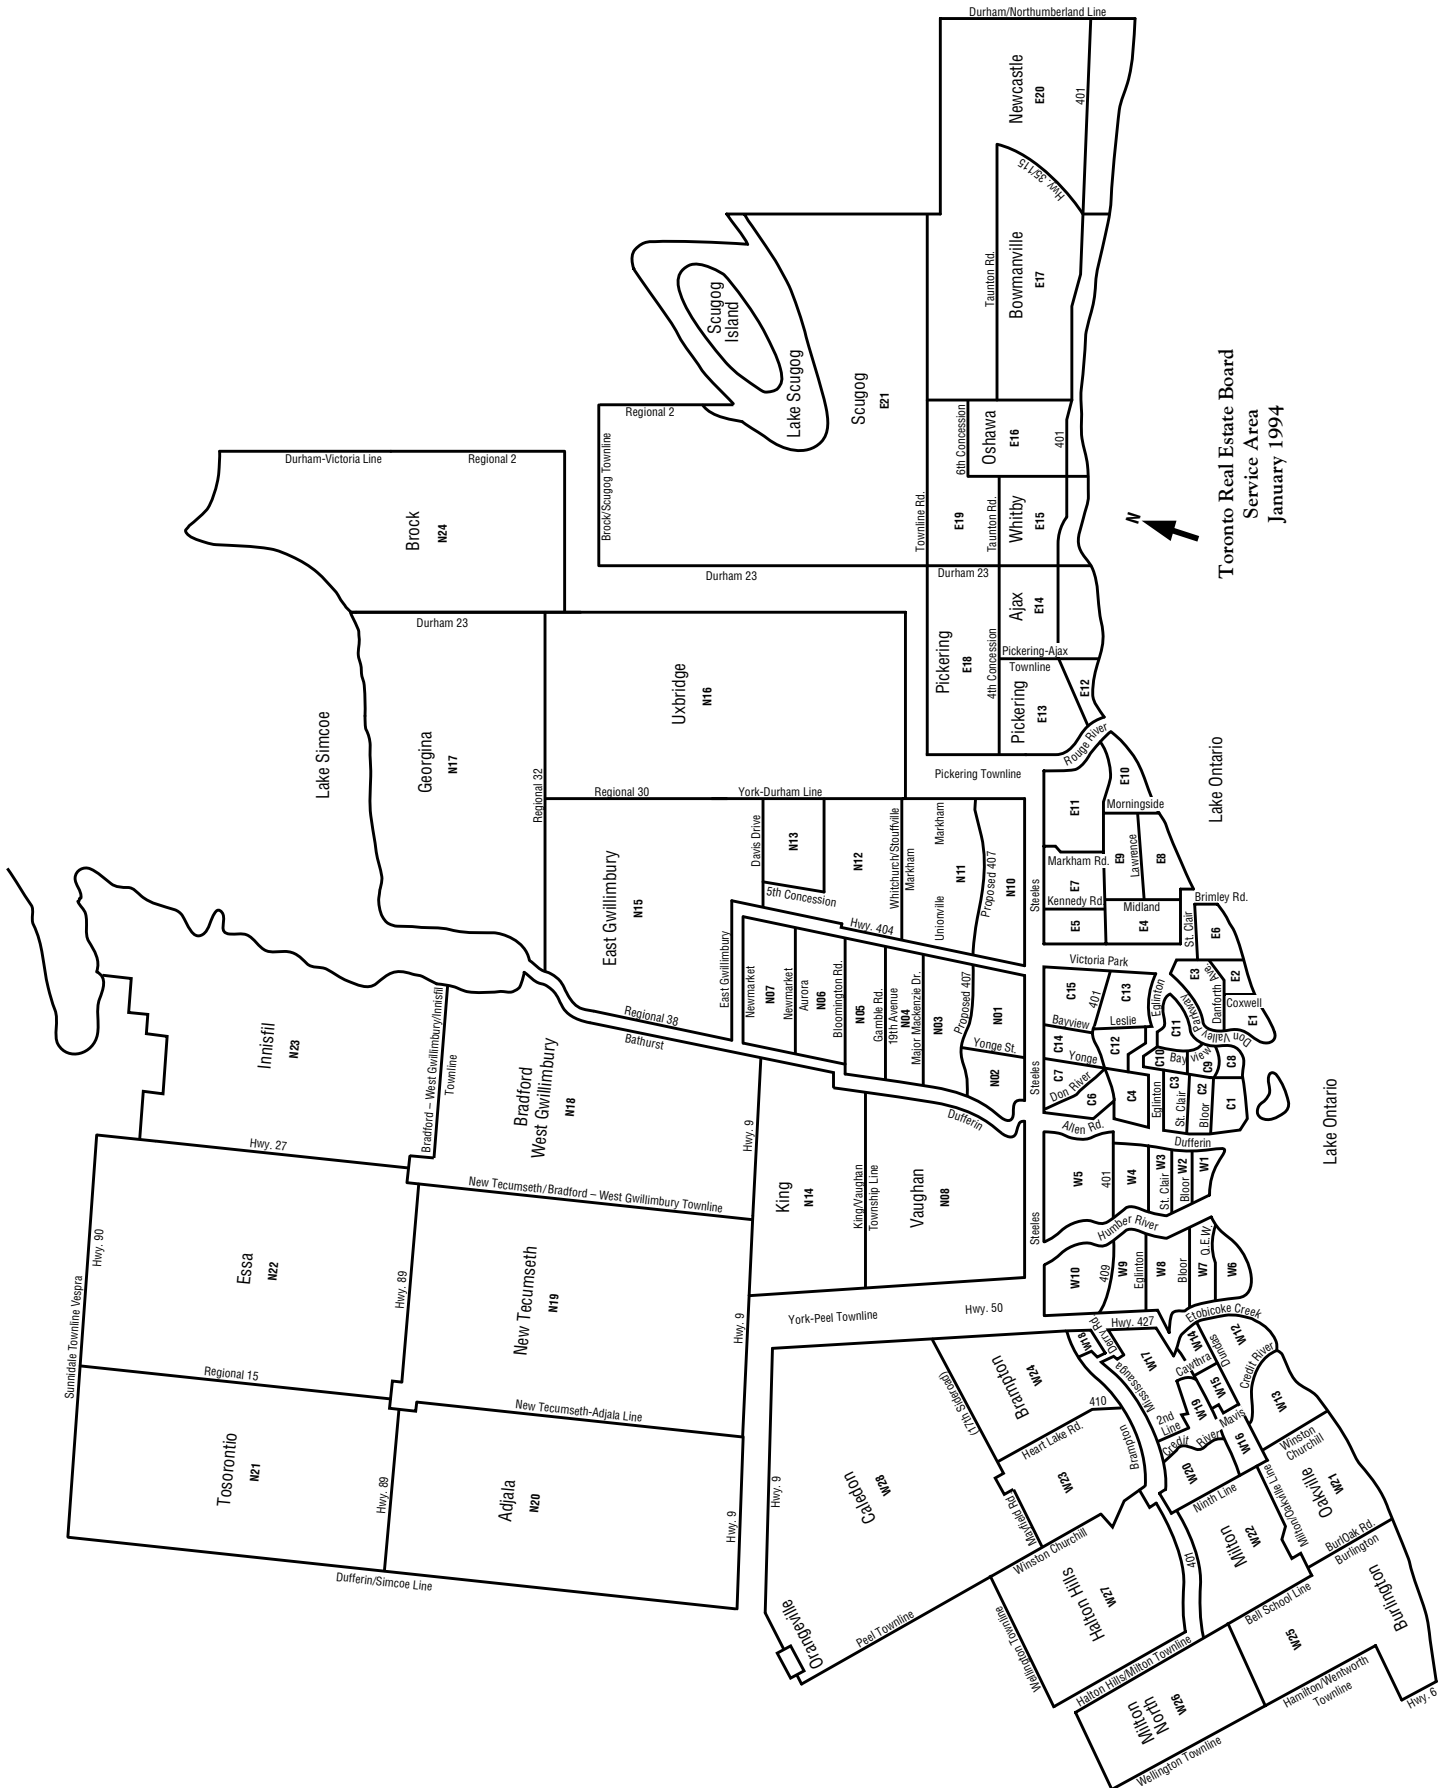 Durham/Northumberland Line
Newcastle
E20
401
Hwy. 35/115
Taunton Rd.
Bowmanville
E17
Scugog
Island
Lake Scugog
Scugog
E21
Regional 2
Brock/Scugog Townline
Townline Rd.
6th Concession
Oshawa
E16
401
E19
Taunton Rd.
Whitby
E15
Durham 23
Durham 23
Durham-Victoria Line
Regional 2
Brock
N24
N
Toronto Real Estate Board
Service Area
January 1994
Pickering
E18
4th Concession
Ajax
E14
Pickering-Ajax
Townline
Pickering
E13
E12
Rouge River
Durham 23
Lake Simcoe
Georgina
N17
Regional 32
Uxbridge
N16
Regional 30
York-Durham Line
Pickering Townline
East Gwillimbury
N15
Davis Drive
N13
5th Concession
N12
Whitchurch/Stouffville
Markham
Markham
Unionville
N11
Proposed 407
N10
Steeles
Hwy. 404
East Gwillimbury
Newmarket
N07
Newmarket
Aurora
N06
Bloomington Rd.
N05
Gamble Rd.
19th Avenue
N04
Major Mackenzie Dr.
N03
Proposed 407
N01
Yonge St.
N02
Steeles
E11
E10
Morningside
Markham Rd.
E9
Lawrence
E8
E7
Kennedy Rd.
Midland
E5
E4
St. Clair
Brimley Rd.
E6
Lake Ontario
Victoria Park
C15
401
C13
Eglinton
E3
Danforth
Ave.
E2
Coxwell
E1
Don Valley Parkway
Bayview
Leslie
C11
C14
Yonge
C12
C10
Bay view
C9
C8
C7
Don River
C6
C4
Eglinton
C3
St. Clair
C2
Bloor
C1
Lake Ontario
Allen Rd.
Dufferin
W5
401
W4
W3
St. Clair
W2
Bloor
W1
Humber River
Steeles
W10
409
W9
Eglinton
W8
Bloor
W7
Q.E.W.
W6
Hwy. 427
Etobicoke Creek
Innisfil
N23
Bradford – West Gwillimbury/Innisfil
Townline
Bradford
West Gwillimbury
N18
Regional 38
Bathurst
Dufferin
Hwy. 27
Hwy. 9
King
N14
King/Vaughan
Township Line
Vaughan
N08
New Tecumseth/Bradford – West Gwillimbury Townline
Sunnidale Townline Vespra
Hwy. 90
Essa
N22
Hwy. 89
New Tecumseth
N19
Hwy. 9
York-Peel Townline
Hwy. 50
Regional 15
New Tecumseth-Adjala Line
Tosorontio
N21
Hwy. 89
Adjala
N20
Hwy. 9
Dufferin/Simcoe Line
Hwy. 9
Caledon
W28
Orangeville
Peel Townline
(17th Sideroad)
Brampton
W24
410
Heart Lake Rd.
Brampton
W23
Mayfield Rd.
Winston Churchill
W18
Derry Rd.
Mississauga
W17
W14
Cawthra
Dundas
W12
W15
W19
2nd
Line
Credit
River
Mavis
Credit River
W13
W16
W20
Winston
Churchill
Ninth Line
Milton/Oakville Line
Oakville
W21
BurlOak Rd.
Milton
W22
401
Wellington Townline
Halton Hills
W27
Halton Hills/Milton Townline
Bell School Line
Burlington
Burlington
W25
Hamilton/Wentworth
Townline
Hwy. 6
Milton
North
W26
Wellington Townline